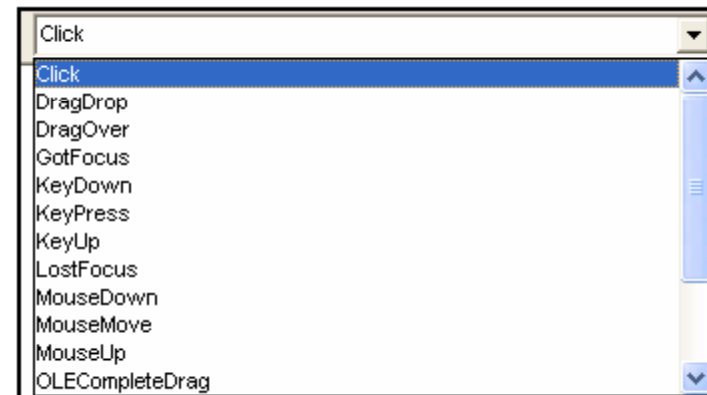 Click
Click
DragDrop
DragOver
GotFocus
KeyDown
KeyPress
KeyUp
LostFocus
MouseDown
MouseMove
MouseUp
OLECompleteDrag